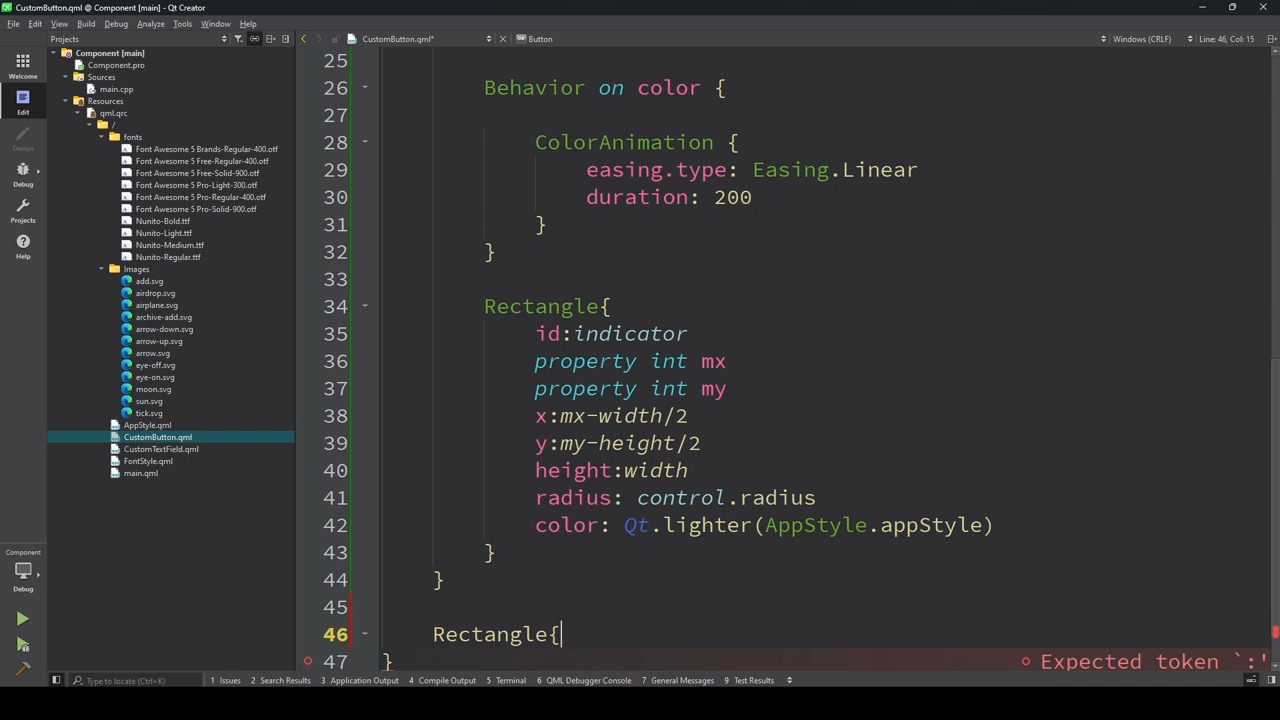 CustomButton.qml @ Component [main] - Qt Creator
File Edit View Build Debug Analyze Tools Window Help
Projects
CustomButton.qml*
Button
Windows (CRLF)
Line: 46, Col: 15
Welcome
Edit
Design
Debug
Projects
Help
Component
Debug
Component [main]
Component.pro
Sources
main.cpp
Resources
qml.qrc
/
fonts
Font Awesome 5 Brands-Regular-400.otf
Font Awesome 5 Free-Regular-400.otf
Font Awesome 5 Free-Solid-900.otf
Font Awesome 5 Pro-Light-300.otf
Font Awesome 5 Pro-Regular-400.otf
Font Awesome 5 Pro-Solid-900.otf
Nunito-Bold.ttf
Nunito-Light.ttf
Nunito-Medium.ttf
Nunito-Regular.ttf
Images
add.svg
airdrop.svg
airplane.svg
archive-add.svg
arrow-down.svg
arrow-up.svg
arrow.svg
eye-off.svg
eye-on.svg
moon.svg
sun.svg
tick.svg
AppStyle.qml
CustomButton.qml
CustomTextField.qml
FontStyle.qml
main.qml
25
26 Behavior on color {
27
28 ColorAnimation {
29 easing.type: Easing.Linear
30 duration: 200
31 }
32 }
33
34 Rectangle{
35 id:indicator
36 property int mx
37 property int my
38 x:mx-width/2
39 y:my-height/2
40 height:width
41 radius: control.radius
42 color: Qt.lighter(AppStyle.appStyle)
43 }
44 }
45
46 Rectangle{
47 } Expected token `:'
Type to locate (Ctrl+K)
1 Issues 2 Search Results 3 Application Output 4 Compile Output 5 Terminal 6 QML Debugger Console 7 General Messages 9 Test Results